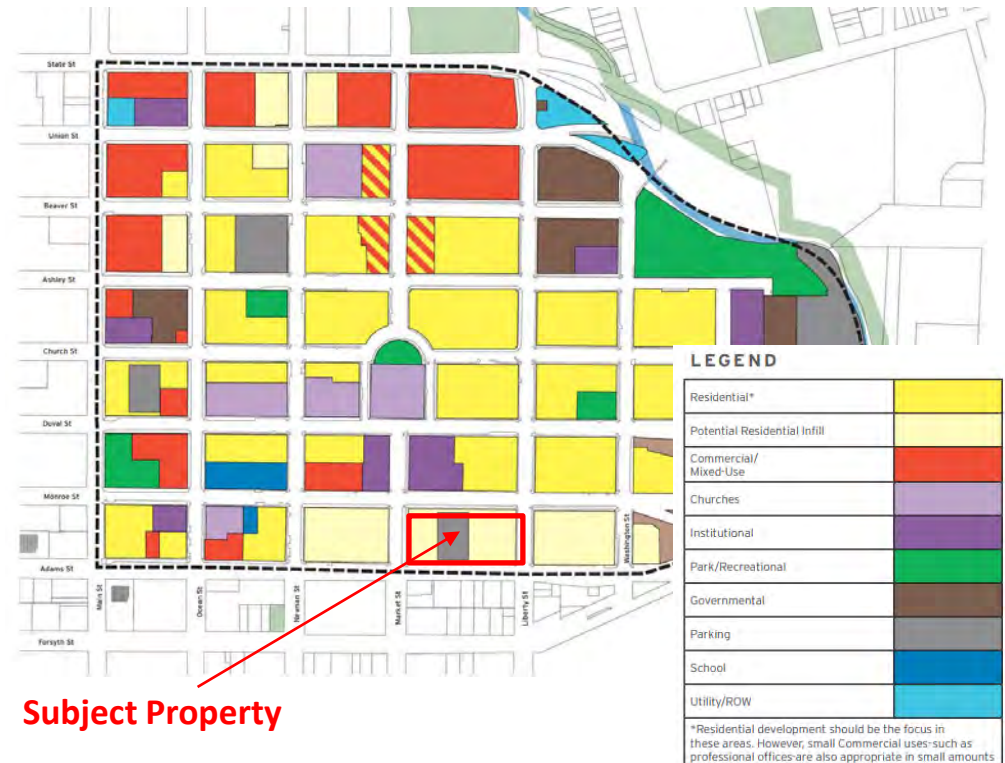 State St
Union St
Beaver St
Ashley St
Church St
Duval St
Monroe St
Adams St
Forsyth St
Main St
Ocean St
Newnan St
Market St
Liberty St
Washington St
Subject Property
LEGEND
Residential*
Potential Residential Infill
Commercial/
Mixed-Use
Churches
Institutional
Park/Recreational
Governmental
Parking
School
Utility/ROW
*Residential development should be the focus in
these areas. However, small Commercial uses-such as
professional offices-are also appropriate in small amounts